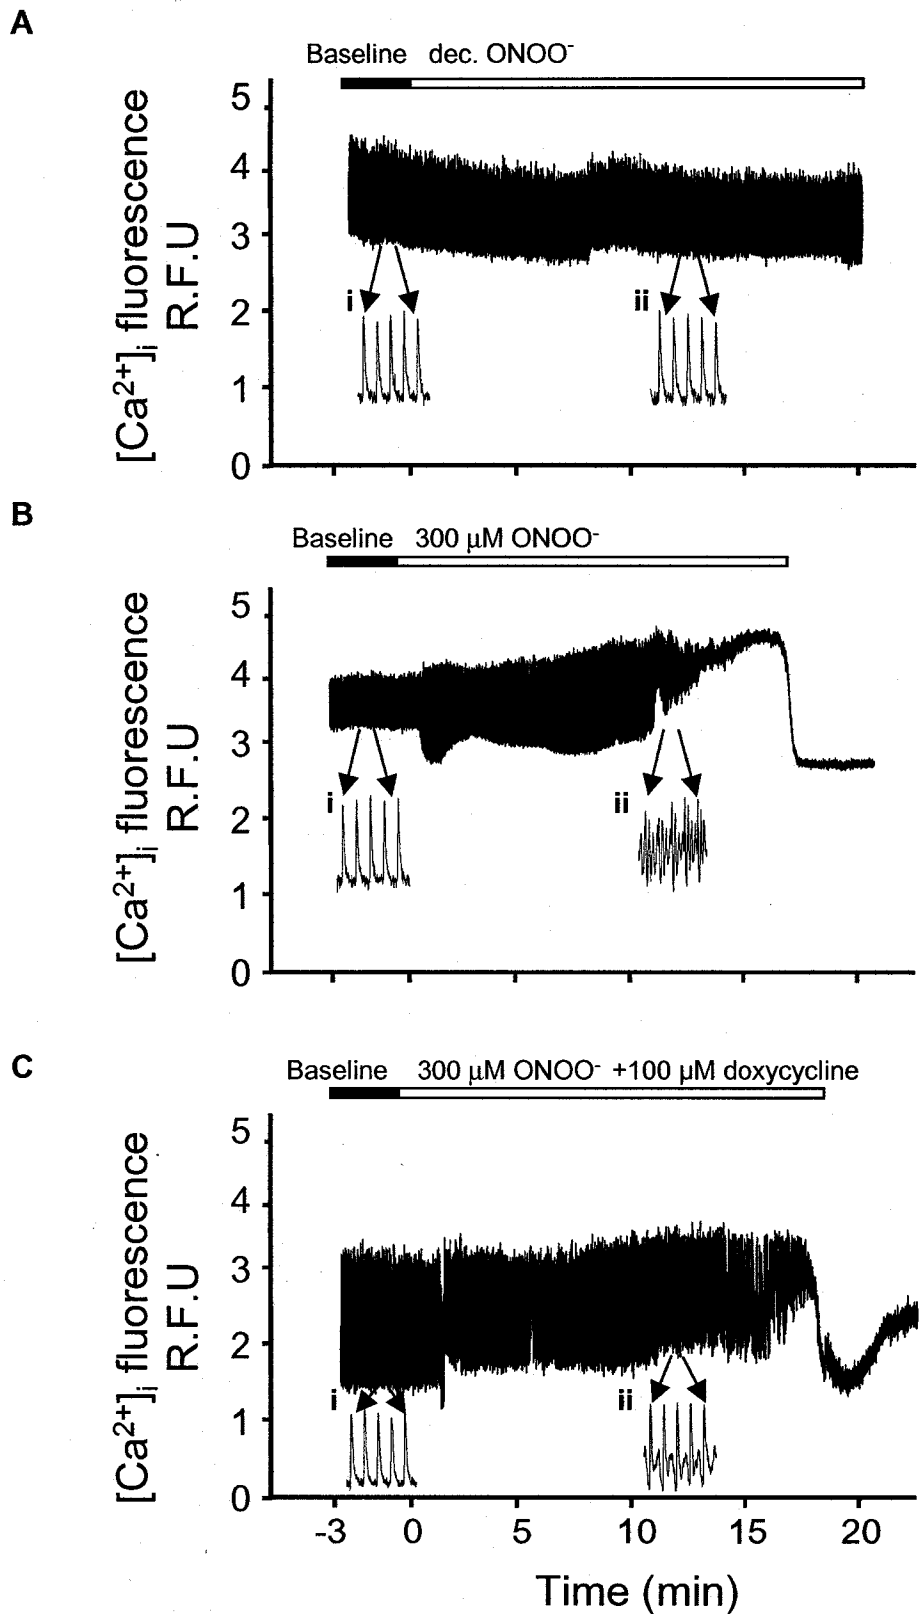 A
Baseline dec. ONOO⁻
[Ca²⁺]ᵢ fluorescence
R.F.U
5
4
3
2
1
0
i
ii
B
Baseline 300 μM ONOO⁻
[Ca²⁺]ᵢ fluorescence
R.F.U
5
4
3
2
1
0
i
ii
C
Baseline 300 μM ONOO⁻ +100 μM doxycycline
[Ca²⁺]ᵢ fluorescence
R.F.U
5
4
3
2
1
0
i
ii
-3 0 5 10 15 20
Time (min)